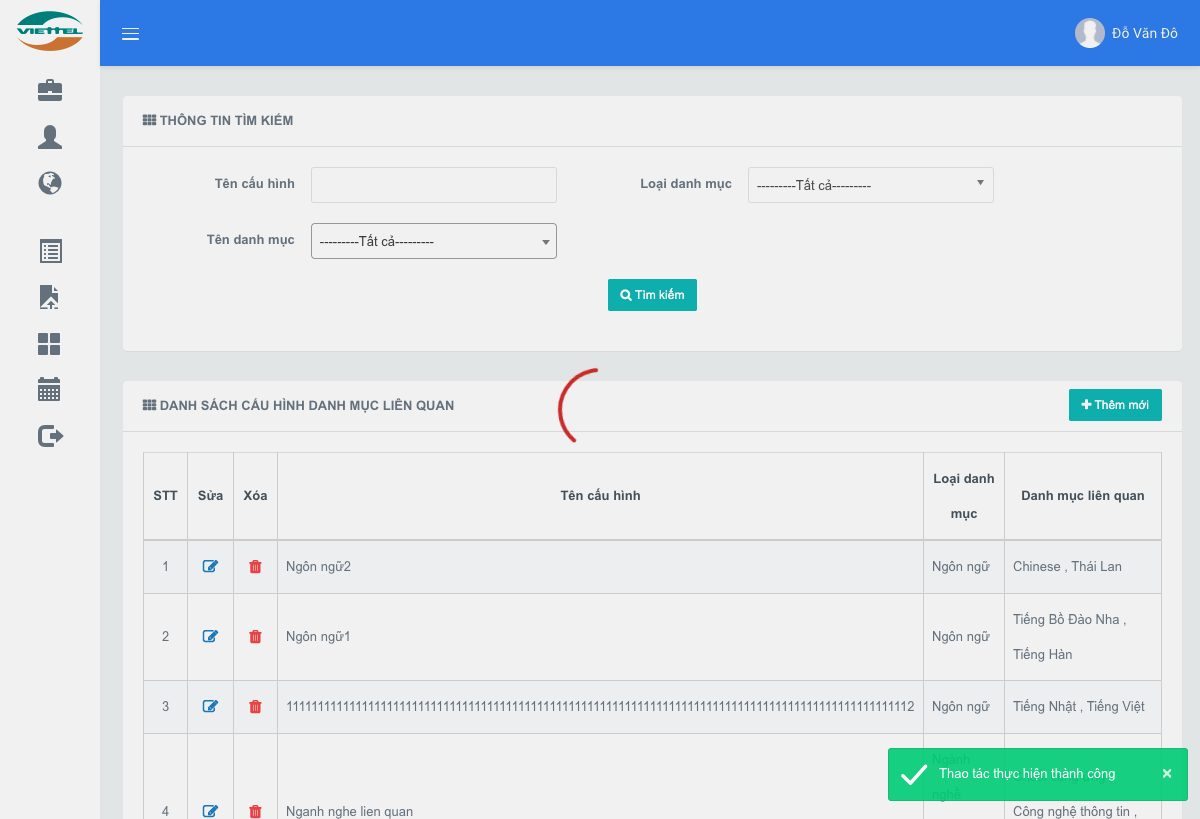 VIETTEL
Đỗ Văn Đô
THÔNG TIN TÌM KIẾM
Tên cấu hình
Loại danh mục
---------Tất cả---------
Tên danh mục
---------Tất cả---------
Tìm kiếm
DANH SÁCH CẤU HÌNH DANH MỤC LIÊN QUAN
Thêm mới
STT Sửa Xóa Tên cấu hình Loại danh mục Danh mục liên quan
1 Ngôn ngữ2 Ngôn ngữ Chinese , Thái Lan
2 Ngôn ngữ1 Ngôn ngữ Tiếng Bồ Đào Nha ,
Tiếng Hàn
3 Ngôn ngữ Tiếng Nhật , Tiếng Việt
Ngành
Thao tác thực hiện thành công ×
nghề
4 Nganh nghe lien quan Công nghệ thông tin ,